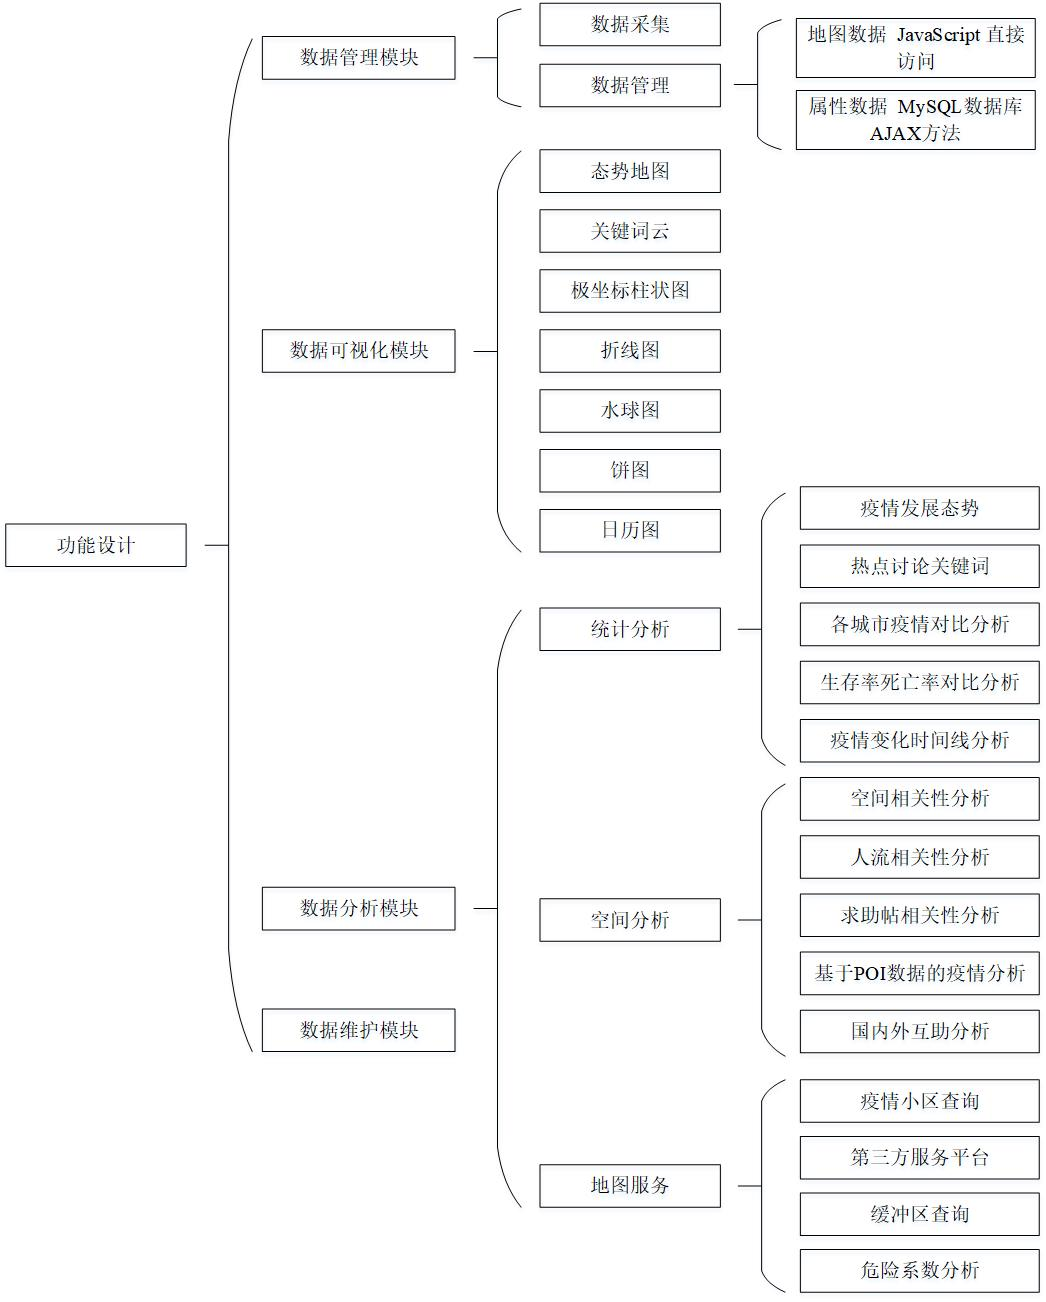 功能设计
数据管理模块
数据采集
数据管理
地图数据 JavaScript 直接
访问
属性数据 MySQL数据库
AJAX方法
数据可视化模块
态势地图
关键词云
极坐标柱状图
折线图
水球图
饼图
日历图
数据分析模块
统计分析
疫情发展态势
热点讨论关键词
各城市疫情对比分析
生存率死亡率对比分析
疫情变化时间线分析
空间分析
空间相关性分析
人流相关性分析
求助帖相关性分析
基于POI数据的疫情分析
国内外互助分析
地图服务
疫情小区查询
第三方服务平台
缓冲区查询
危险系数分析
数据维护模块